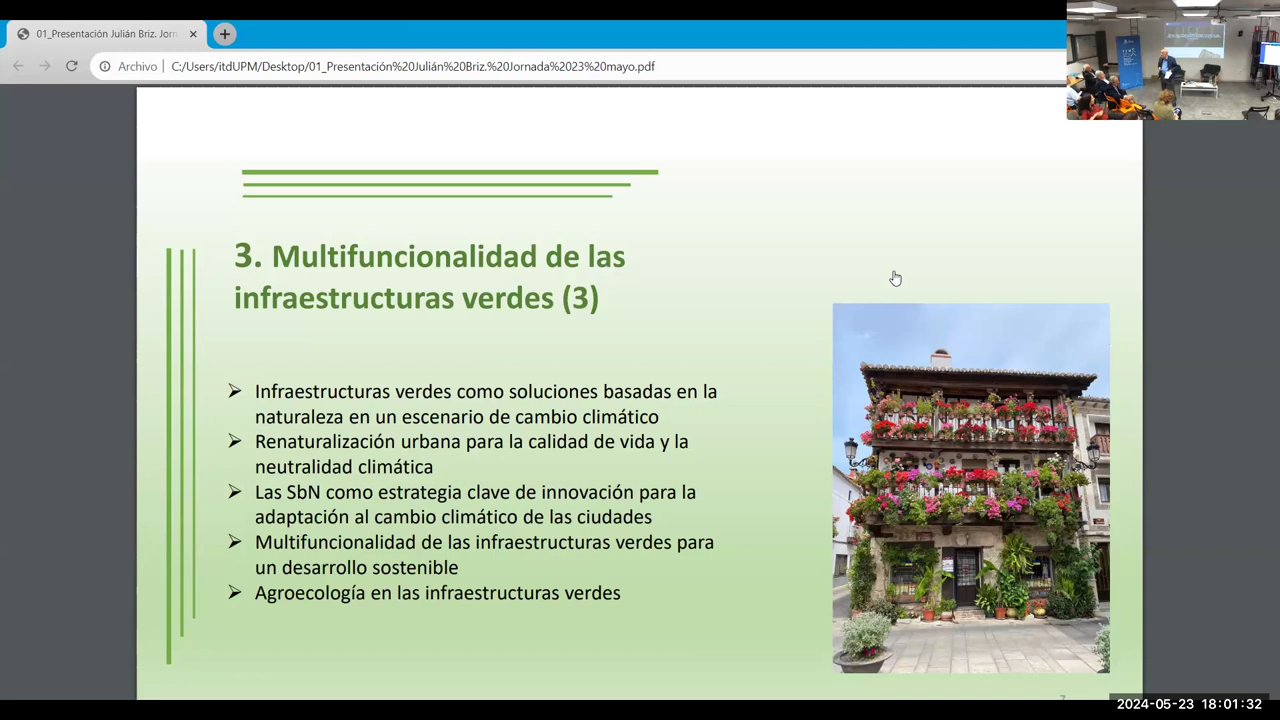 01_Presentación Julián Briz. Jorn
Archivo
C:/Users/itdUPM/Desktop/01_Presentación%20Julián%20Briz.%20Jornada%2023%20mayo.pdf
3. Multifuncionalidad de las
infraestructuras verdes (3)
Infraestructuras verdes como soluciones basadas en la
naturaleza en un escenario de cambio climático
Renaturalización urbana para la calidad de vida y la
neutralidad climática
Las SbN como estrategia clave de innovación para la
adaptación al cambio climático de las ciudades
Multifuncionalidad de las infraestructuras verdes para
un desarrollo sostenible
Agroecología en las infraestructuras verdes
2024-05-23 18:01:32